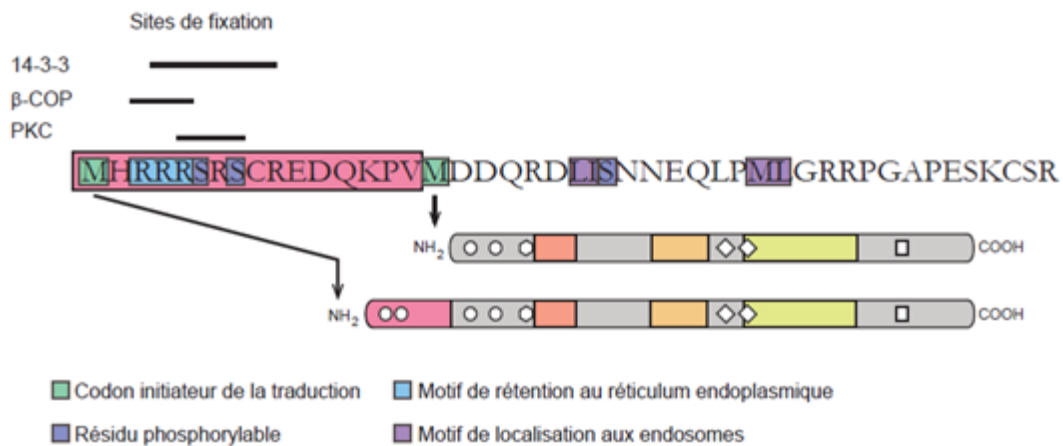 Sites de fixation
14-3-3
β-COP
PKC
MHRRRSRSCREDQKPVMDDQRDLISNNEQLPMLGRRPGAPESKCSR
NH2 COOH
NH2 COOH
Codon initiateur de la traduction Motif de rétention au réticulum endoplasmique
Résidu phosphorylable Motif de localisation aux endosomes